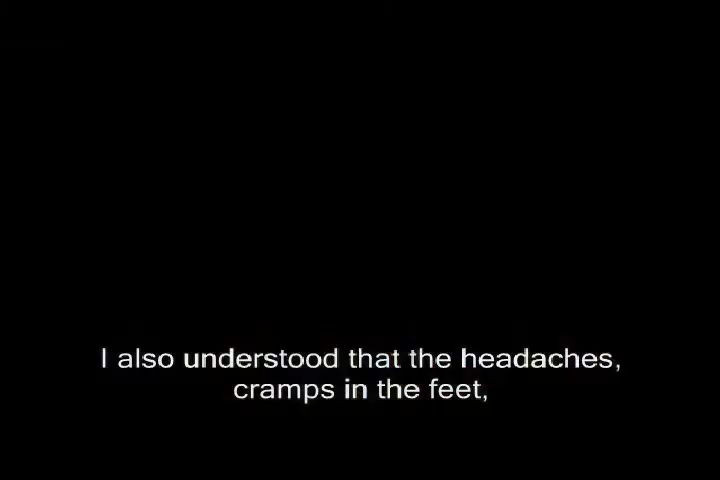 I also understood that the headaches,
cramps in the feet,